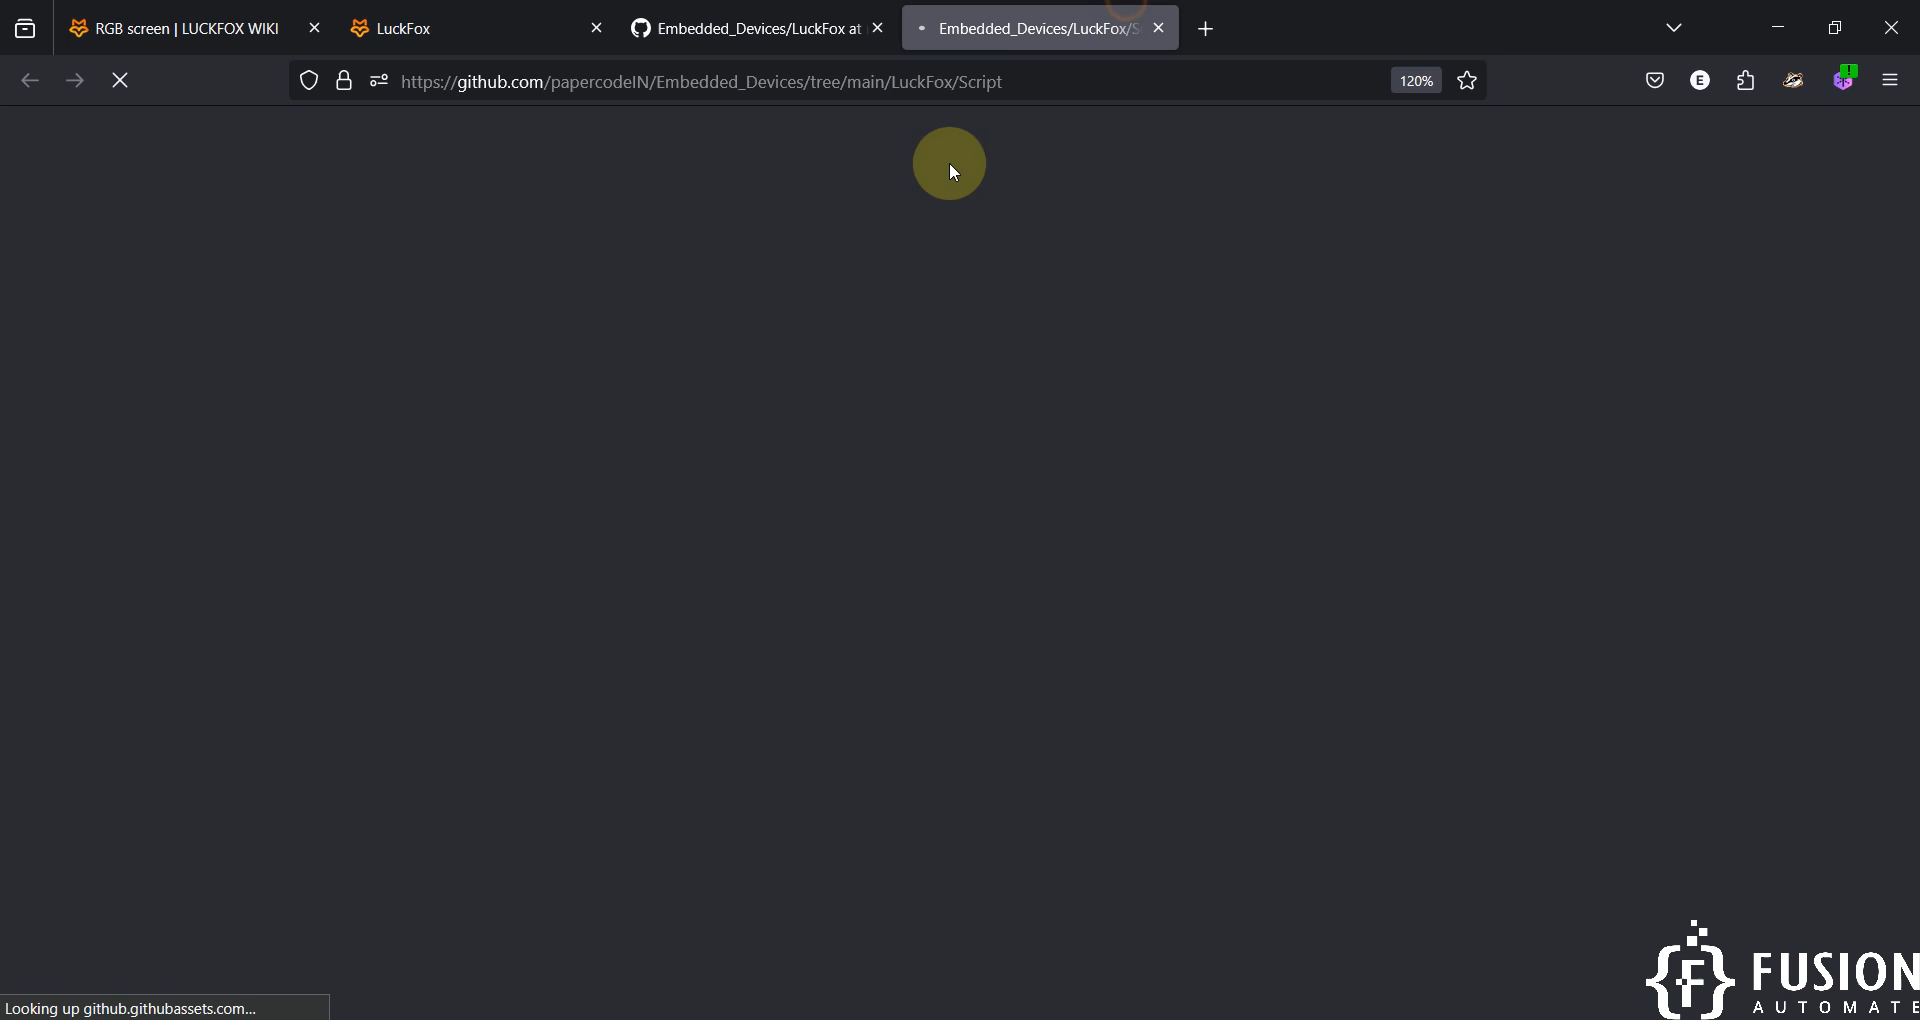 RGB screen | LUCKFOX WIKI
LuckFox
Embedded_Devices/LuckFox at
Embedded_Devices/LuckFox/S
https://github.com/papercodeIN/Embedded_Devices/tree/main/LuckFox/Script
120%
E
Looking up github.githubassets.com...
{F} FUSION
AUTOMATE